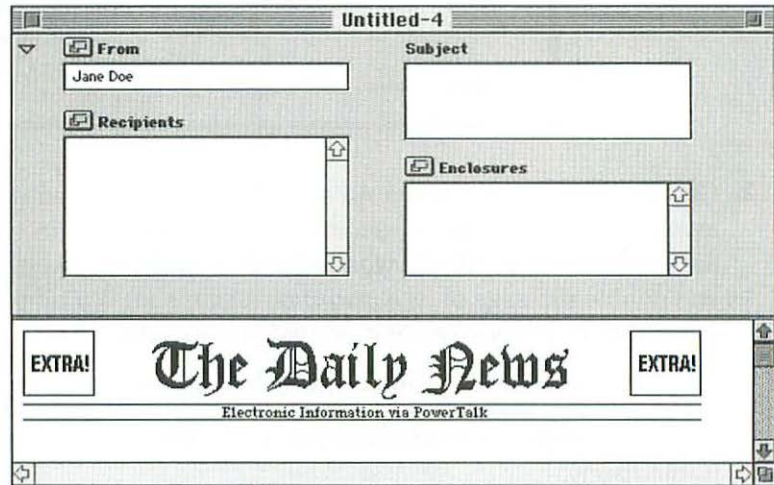 Untitled-4
From
Jane Doe
Recipients
Subject
Enclosures
EXTRA! The Daily News EXTRA!
Electronic Information via PowerTalk